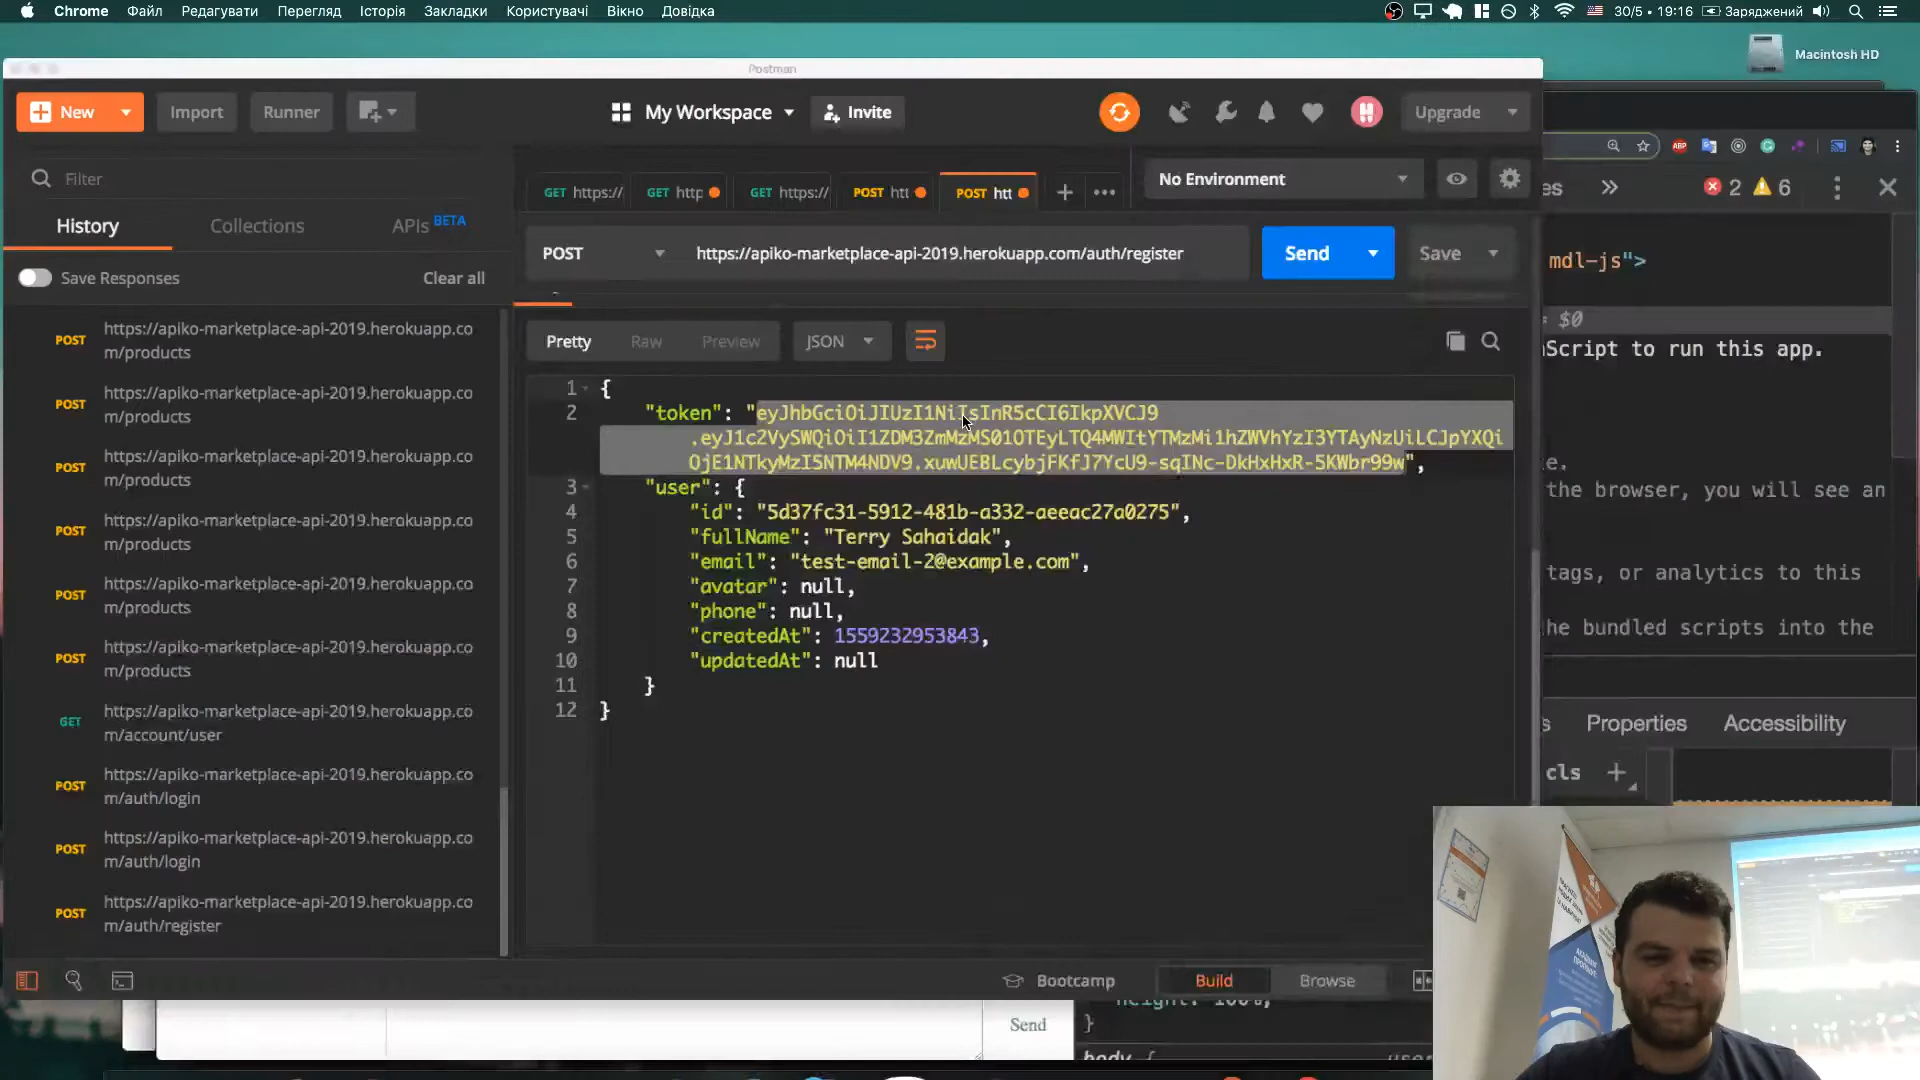 Chrome Файл Редагувати Перегляд Історія Закладки Користувачі Вікно Довідка 30/5 • 19:16 Заряджений
Macintosh HD
Postman
New Import Runner My Workspace Invite Upgrade
Filter
History Collections APIs BETA
Save Responses Clear all
POST https://apiko-marketplace-api-2019.herokuapp.co
m/products
POST https://apiko-marketplace-api-2019.herokuapp.co
m/products
POST https://apiko-marketplace-api-2019.herokuapp.co
m/products
POST https://apiko-marketplace-api-2019.herokuapp.co
m/products
POST https://apiko-marketplace-api-2019.herokuapp.co
m/products
POST https://apiko-marketplace-api-2019.herokuapp.co
m/products
GET https://apiko-marketplace-api-2019.herokuapp.co
m/account/user
POST https://apiko-marketplace-api-2019.herokuapp.co
m/auth/login
POST https://apiko-marketplace-api-2019.herokuapp.co
m/auth/login
POST https://apiko-marketplace-api-2019.herokuapp.co
m/auth/register
GET https:// GET http GET https:// POST htt POST htt + •••
No Environment
POST https://apiko-marketplace-api-2019.herokuapp.com/auth/register Send Save
Pretty Raw Preview JSON
1 {
2 "token": "eyJhbGciOiJIUzI1NiIsInR5cCI6IkpXVCJ9
.eyJ1c2VySWQiOiI1ZDM3ZmMzMS01OTEyLTQ4MWItYTMzMi1hZWVhYzI3YTAyNzUiLCJpYXQi
OjE1NTkyMzI5NTM4NDV9.xuwUEBLcybjFKfJ7YcU9-sqINc-DkHxHxR-5KWbr99w",
3 "user": {
4 "id": "5d37fc31-5912-481b-a332-aeeac27a0275",
5 "fullName": "Terry Sahaidak",
6 "email": "test-email-2@example.com",
7 "avatar": null,
8 "phone": null,
9 "createdAt": 1559232953843,
10 "updatedAt": null
11 }
12 }
Bootcamp Build Browse
ABP
es » 2 6
mdl-js">
= $0
Script to run this app.
e.
the browser, you will see an
tags, or analytics to this
he bundled scripts into the
s Properties Accessibility
cls +
Send
height: 100%;
}
body {